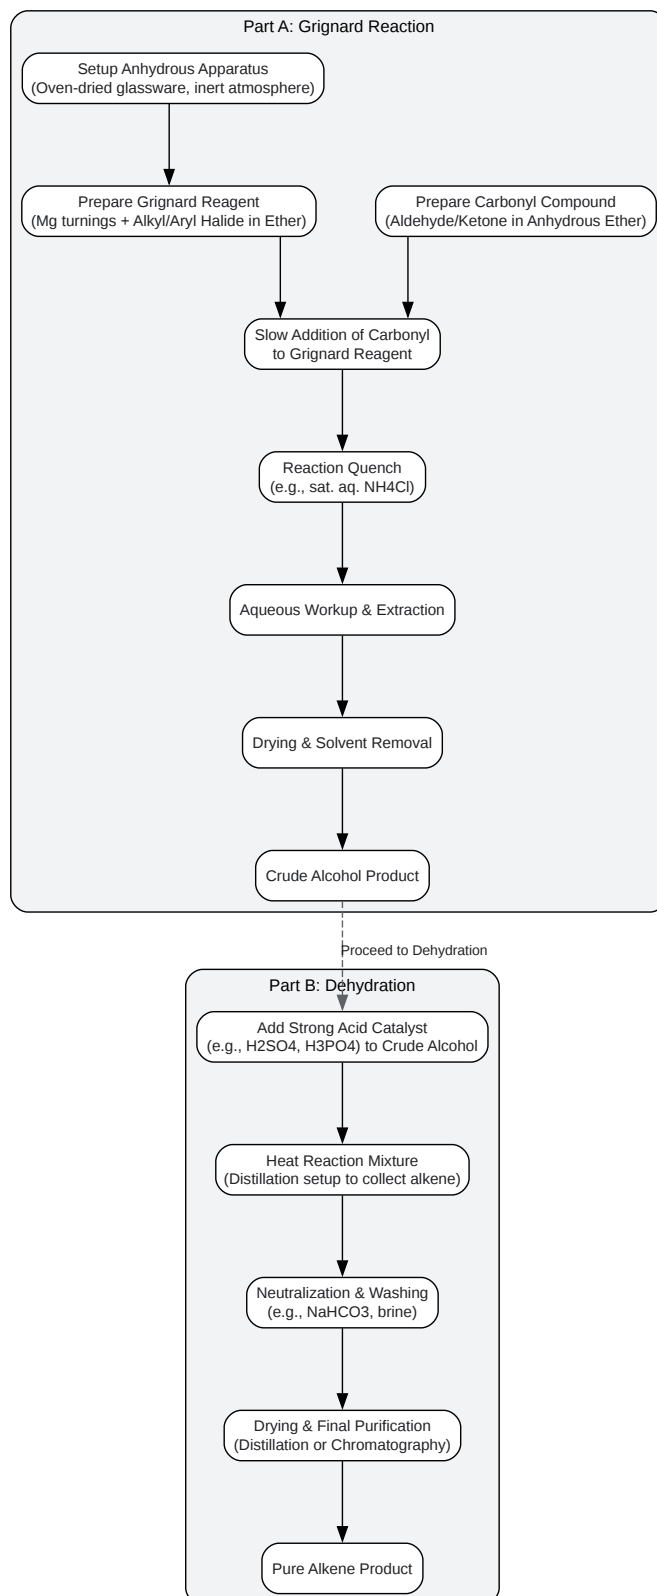 Part A: Grignard Reaction
Setup Anhydrous Apparatus
(Oven-dried glassware, inert atmosphere)
Prepare Grignard Reagent
(Mg turnings + Alkyl/Aryl Halide in Ether)
Prepare Carbonyl Compound
(Aldehyde/Ketone in Anhydrous Ether)
Slow Addition of Carbonyl
to Grignard Reagent
Reaction Quench
(e.g., sat. aq. NH4Cl)
Aqueous Workup & Extraction
Drying & Solvent Removal
Crude Alcohol Product
Proceed to Dehydration
Part B: Dehydration
Add Strong Acid Catalyst
(e.g., H2SO4, H3PO4) to Crude Alcohol
Heat Reaction Mixture
(Distillation setup to collect alkene)
Neutralization & Washing
(e.g., NaHCO3, brine)
Drying & Final Purification
(Distillation or Chromatography)
Pure Alkene Product